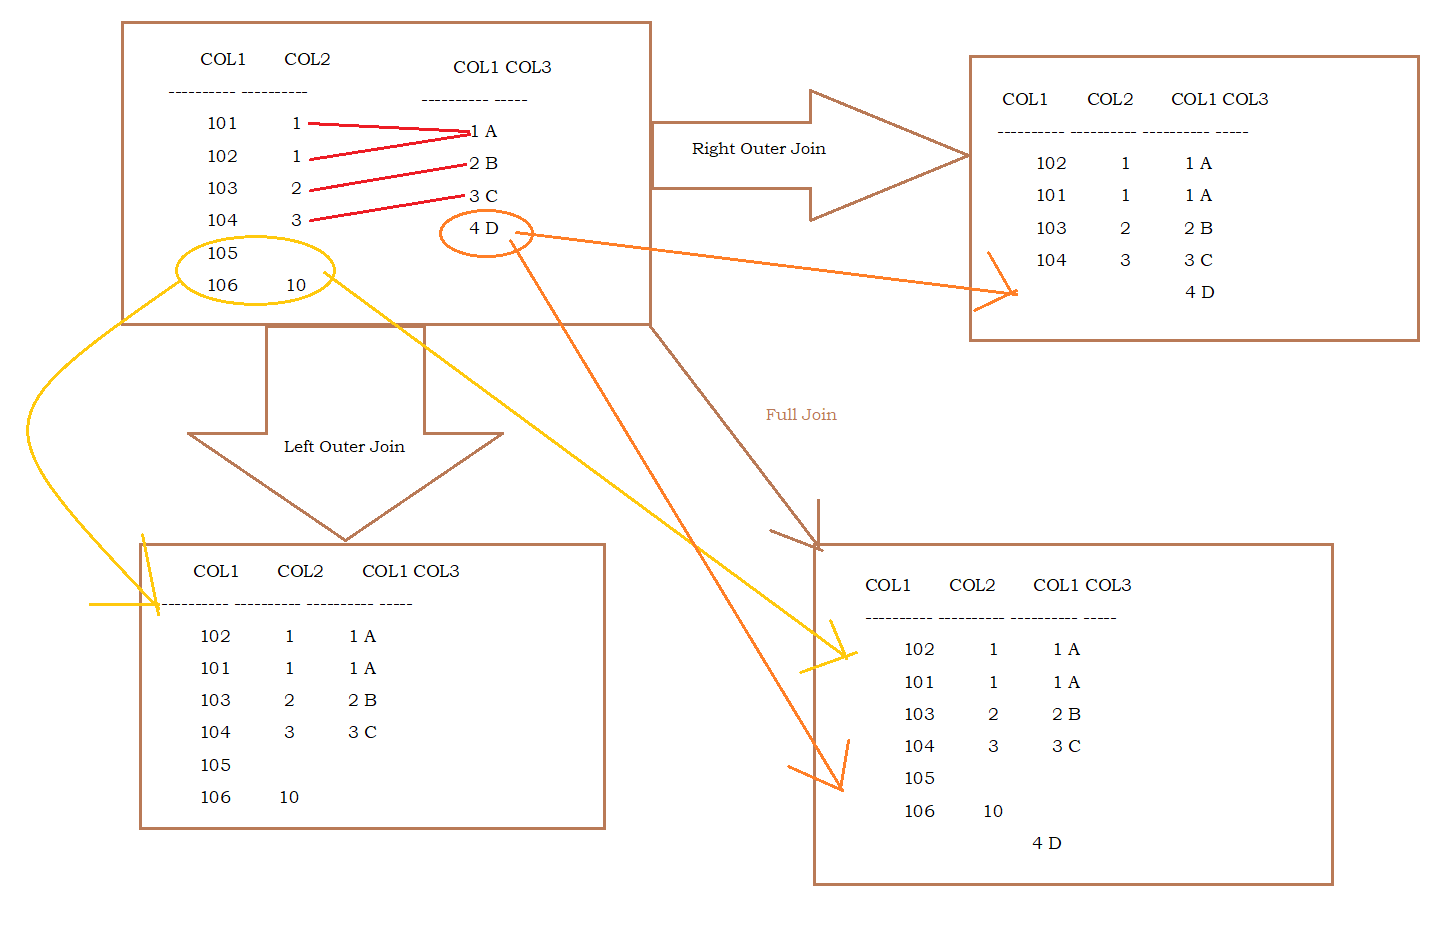 COL1 COL2
---------- ----------
101 1
102 1
103 2
104 3
105
106 10
COL1 COL3
---------- -----
1 A
2 B
3 C
4 D
Right Outer Join
COL1 COL2 COL1 COL3
---------- ---------- ---------- -----
102 1 1 A
101 1 1 A
103 2 2 B
104 3 3 C
4 D
Full Join
Left Outer Join
COL1 COL2 COL1 COL3
---------- ---------- ---------- -----
102 1 1 A
101 1 1 A
103 2 2 B
104 3 3 C
105
106 10
COL1 COL2 COL1 COL3
---------- ---------- ---------- -----
102 1 1 A
101 1 1 A
103 2 2 B
104 3 3 C
105
106 10
4 D